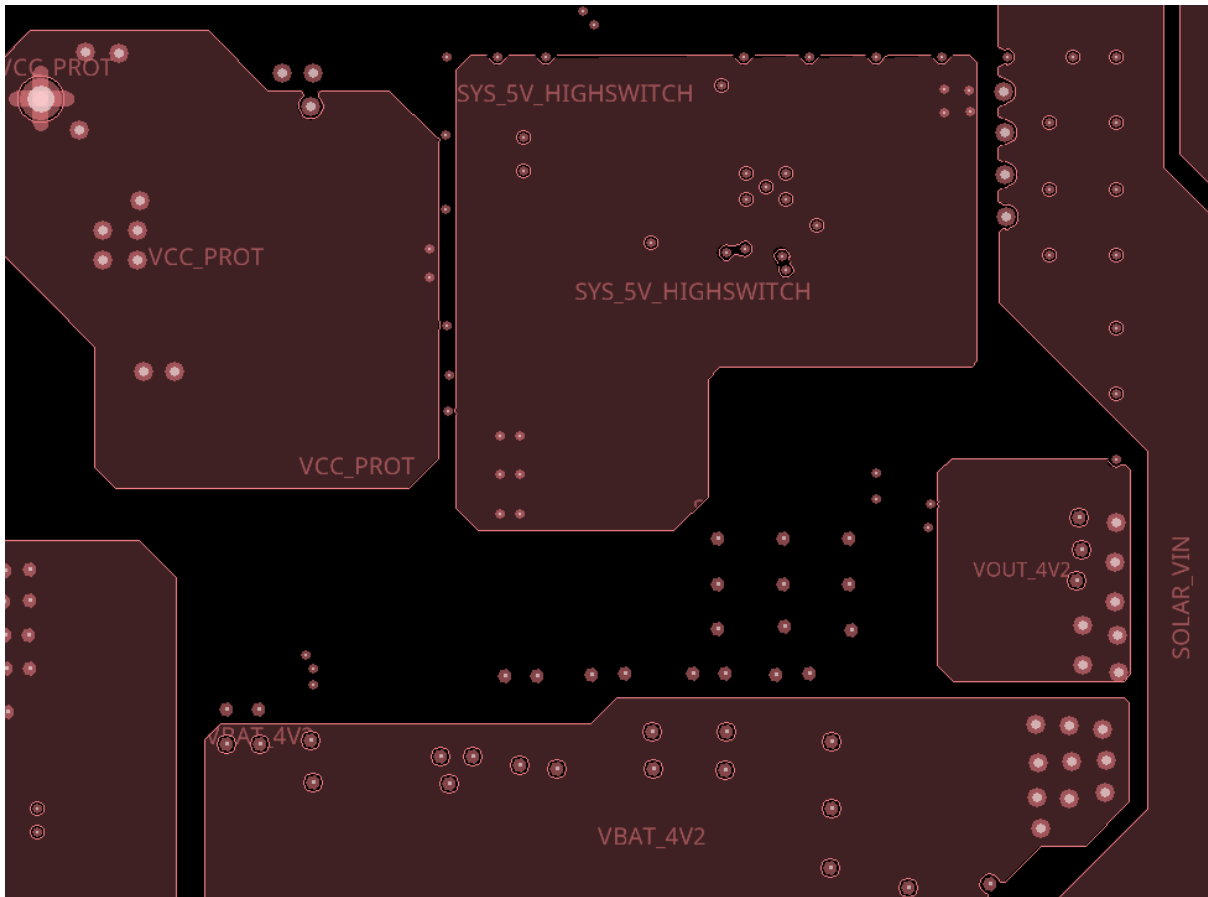 VCC_PROT
SYS_5V_HIGHSWITCH
VCC_PROT
SYS_5V_HIGHSWITCH
VCC_PROT
VOUT_4V2
SOLAR_VIN
VBAT_4V2
VBAT_4V2